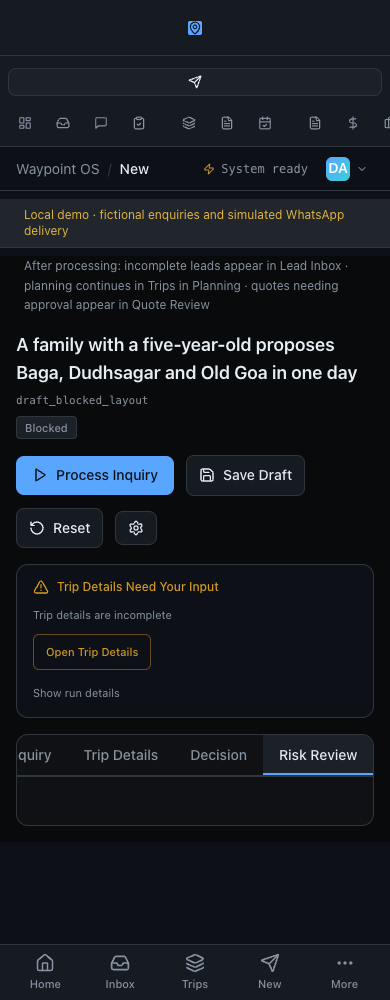 Waypoint OS / New
System ready
DA
Local demo · fictional enquiries and simulated WhatsApp
delivery
After processing: incomplete leads appear in Lead Inbox ·
planning continues in Trips in Planning · quotes needing
approval appear in Quote Review
A family with a five-year-old proposes
Baga, Dudhsagar and Old Goa in one day
draft_blocked_layout
Blocked
Process Inquiry
Save Draft
Reset
Trip Details Need Your Input
Trip details are incomplete
Open Trip Details
Show run details
quiry
Trip Details
Decision
Risk Review
Home
Inbox
Trips
New
More